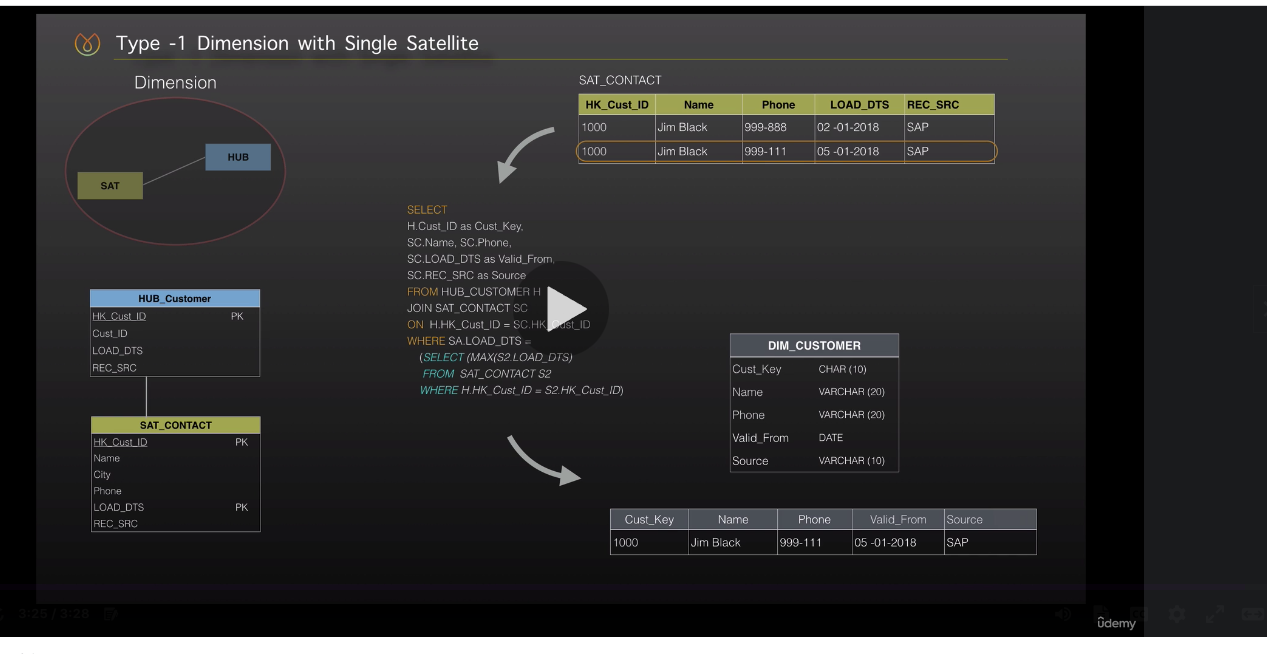 Type -1 Dimension with Single Satellite
Dimension
HUB
SAT
SAT_CONTACT
HK_Cust_ID Name Phone LOAD_DTS REC_SRC
1000 Jim Black 999-888 02 -01-2018 SAP
1000 Jim Black 999-111 05 -01-2018 SAP
SELECT
H.Cust_ID as Cust_Key,
SC.Name, SC.Phone,
SC.LOAD_DTS as Valid_From,
SC.REC_SRC as Source
FROM HUB_CUSTOMER H
JOIN SAT_CONTACT SC
ON H.HK_Cust_ID = SC.HK_Cust_ID
WHERE SA.LOAD_DTS =
(SELECT (MAX(S2.LOAD_DTS)
FROM SAT_CONTACT S2
WHERE H.HK_Cust_ID = S2.HK_Cust_ID)
HUB_Customer
HK_Cust_ID PK
Cust_ID
LOAD_DTS
REC_SRC
SAT_CONTACT
HK_Cust_ID PK
Name
City
Phone
LOAD_DTS PK
REC_SRC
DIM_CUSTOMER
Cust_Key CHAR (10)
Name VARCHAR (20)
Phone VARCHAR (20)
Valid_From DATE
Source VARCHAR (10)
Cust_Key Name Phone Valid_From Source
1000 Jim Black 999-111 05 -01-2018 SAP
3:25 / 3:28
ûdemy